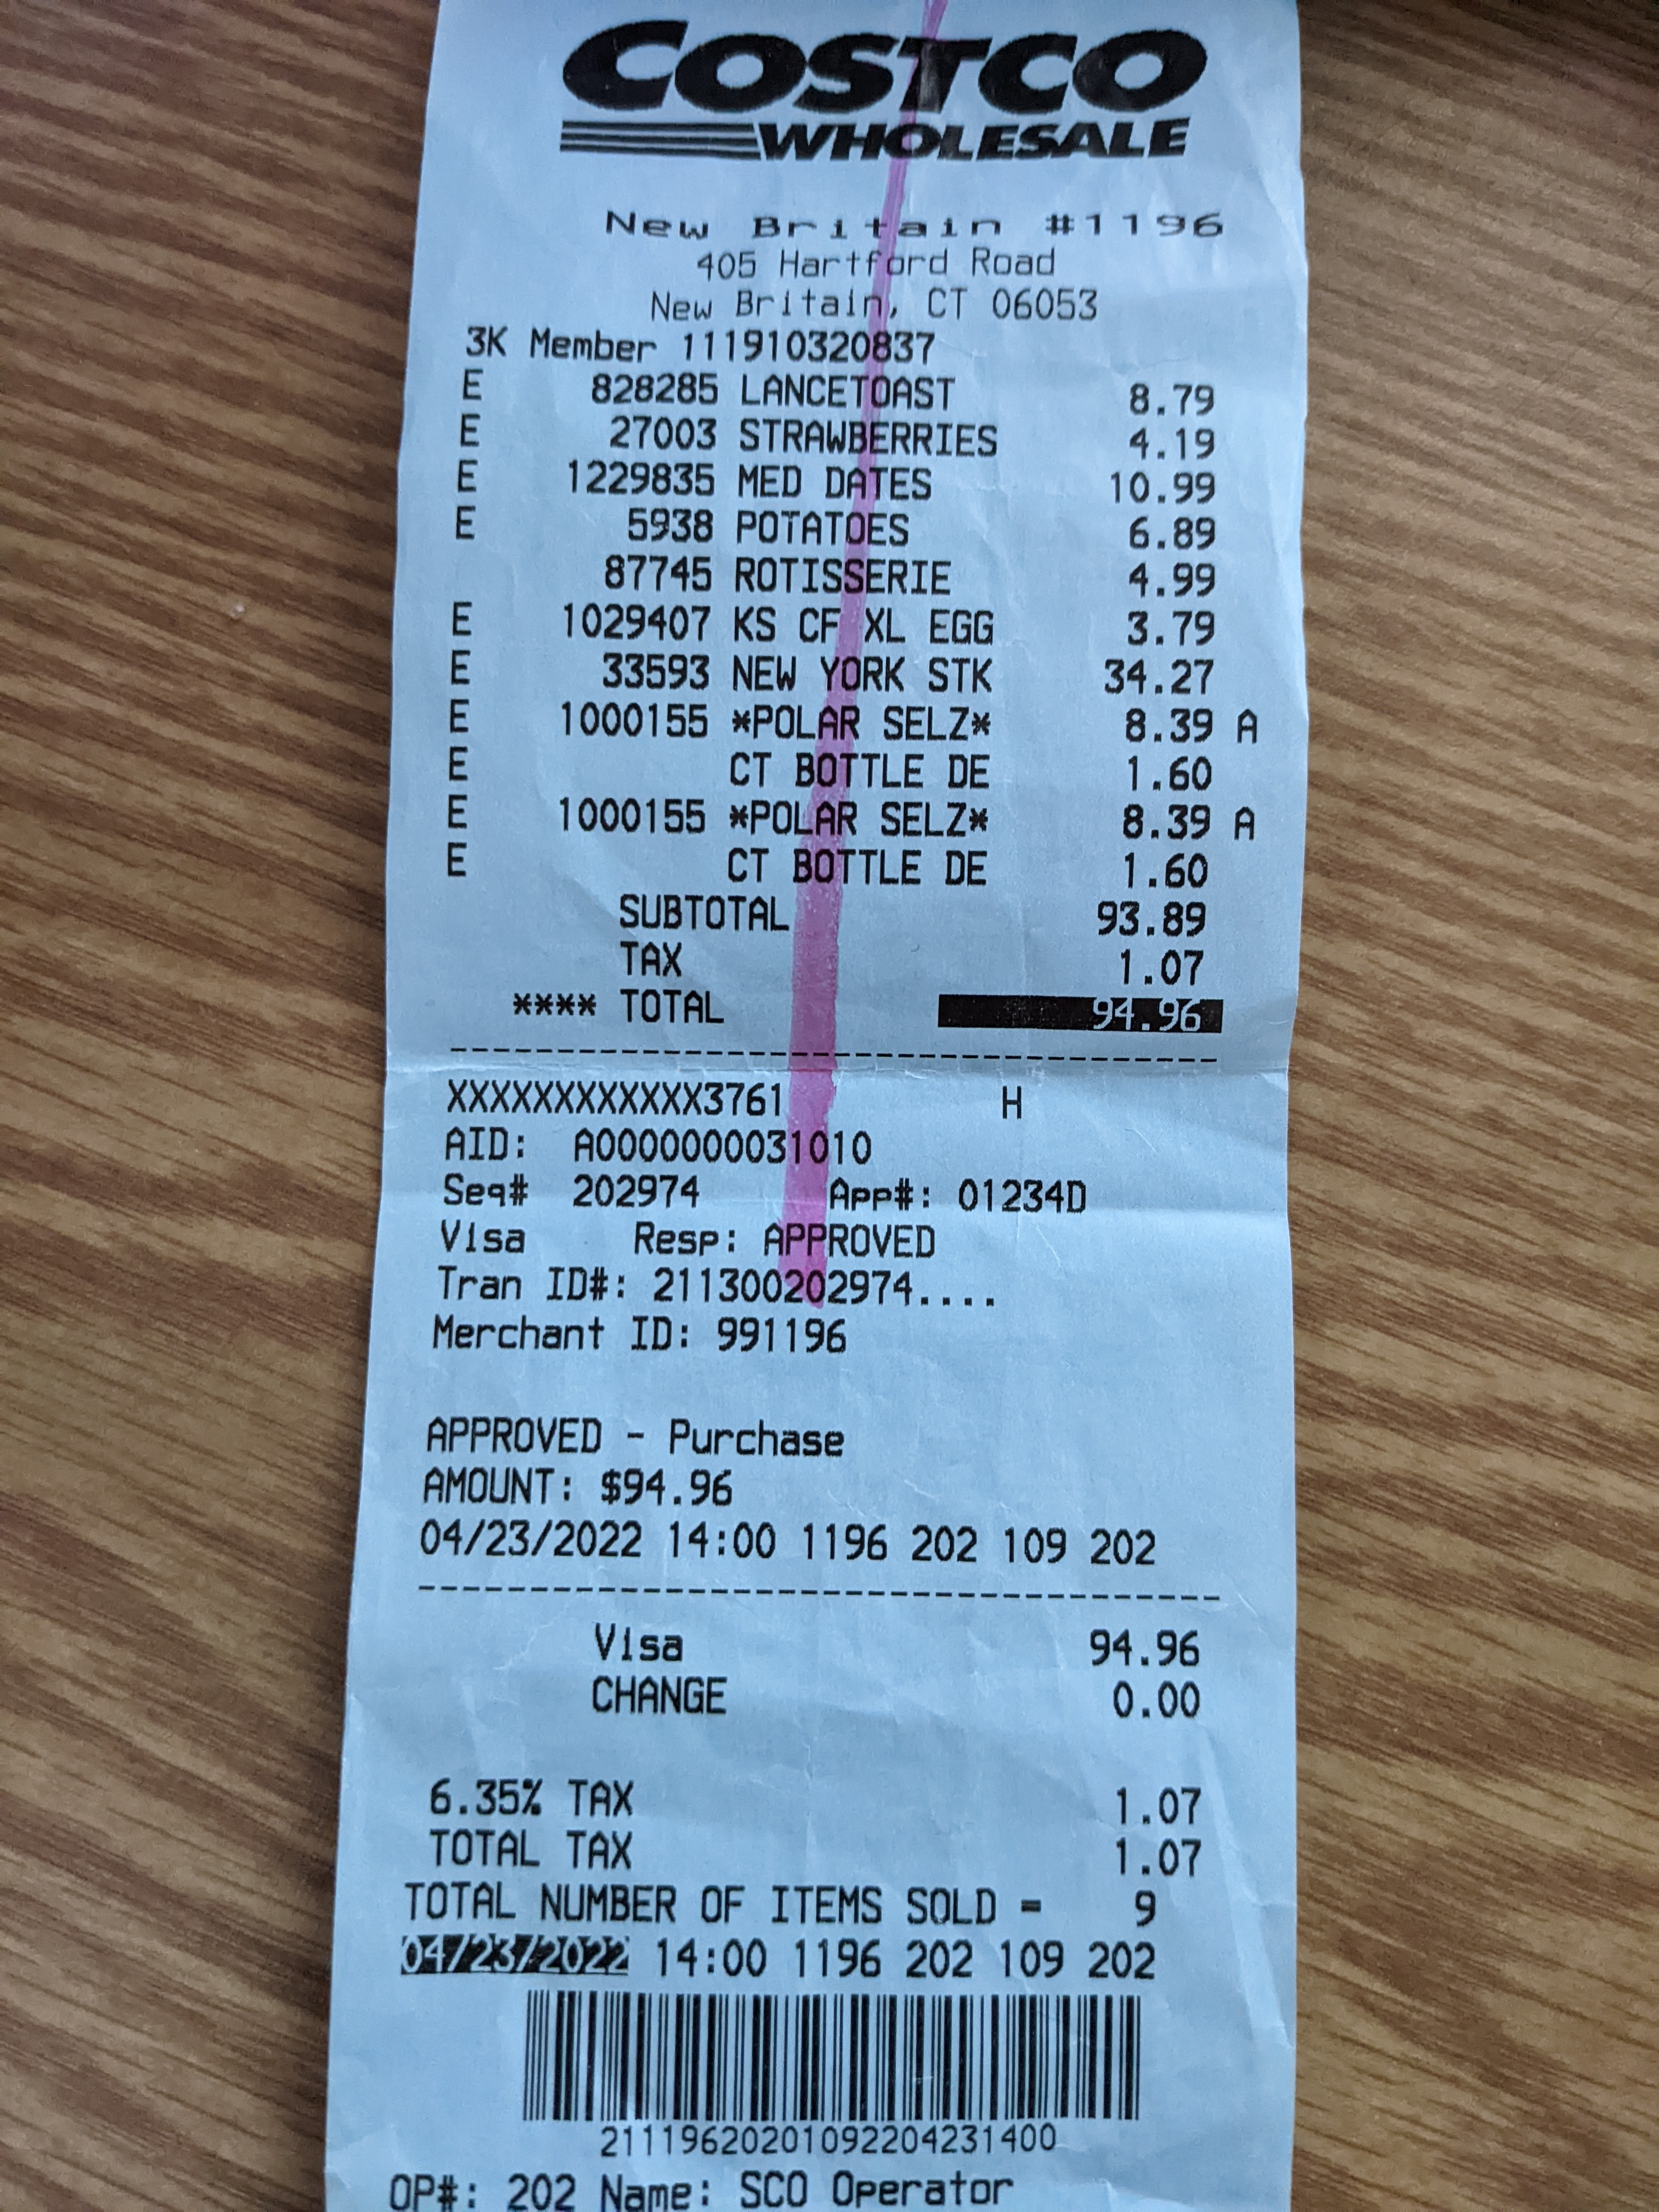 COSTCO
WHOLESALE
New Britain #1196
405 Hartford Road
New Britain, CT 06053
3K Member 111910320837
E 828285 LANCETOAST 8.79
E 27003 STRAWBERRIES 4.19
E 1229835 MED DATES 10.99
E 5938 POTATOES 6.89
87745 ROTISSERIE 4.99
E 1029407 KS CF XL EGG 3.79
E 33593 NEW YORK STK 34.27
E 1000155 *POLAR SELZ* 8.39 A
E CT BOTTLE DE 1.60
E 1000155 *POLAR SELZ* 8.39 A
E CT BOTTLE DE 1.60
SUBTOTAL 93.89
TAX 1.07
**** TOTAL 94.96
XXXXXXXXXXXX3761 H
AID: A0000000031010
Seq# 202974 App#: 01234D
Visa Resp: APPROVED
Tran ID#: 211300202974....
Merchant ID: 991196
APPROVED - Purchase
AMOUNT: $94.96
04/23/2022 14:00 1196 202 109 202
Visa 94.96
CHANGE 0.00
6.35% TAX 1.07
TOTAL TAX 1.07
TOTAL NUMBER OF ITEMS SOLD = 9
04/23/2022 14:00 1196 202 109 202
21119620201092204231400
OP#: 202 Name: SCO Operator